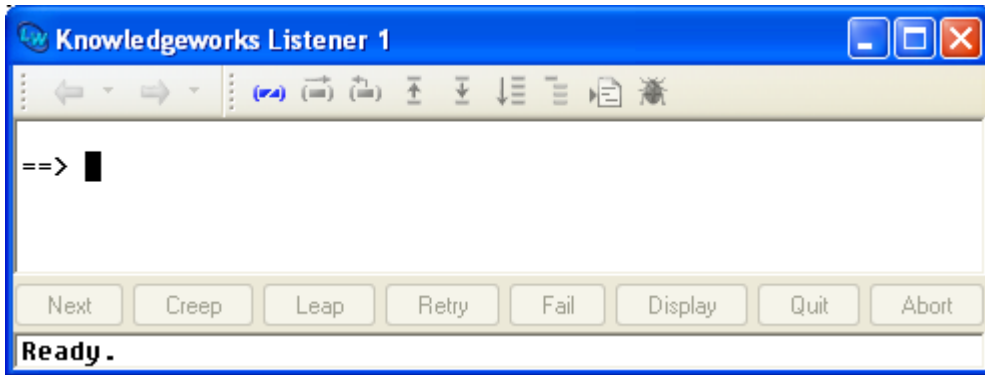 Knowledgeworks Listener 1
==>
Next Creep Leap Retry Fail Display Quit Abort
Ready.